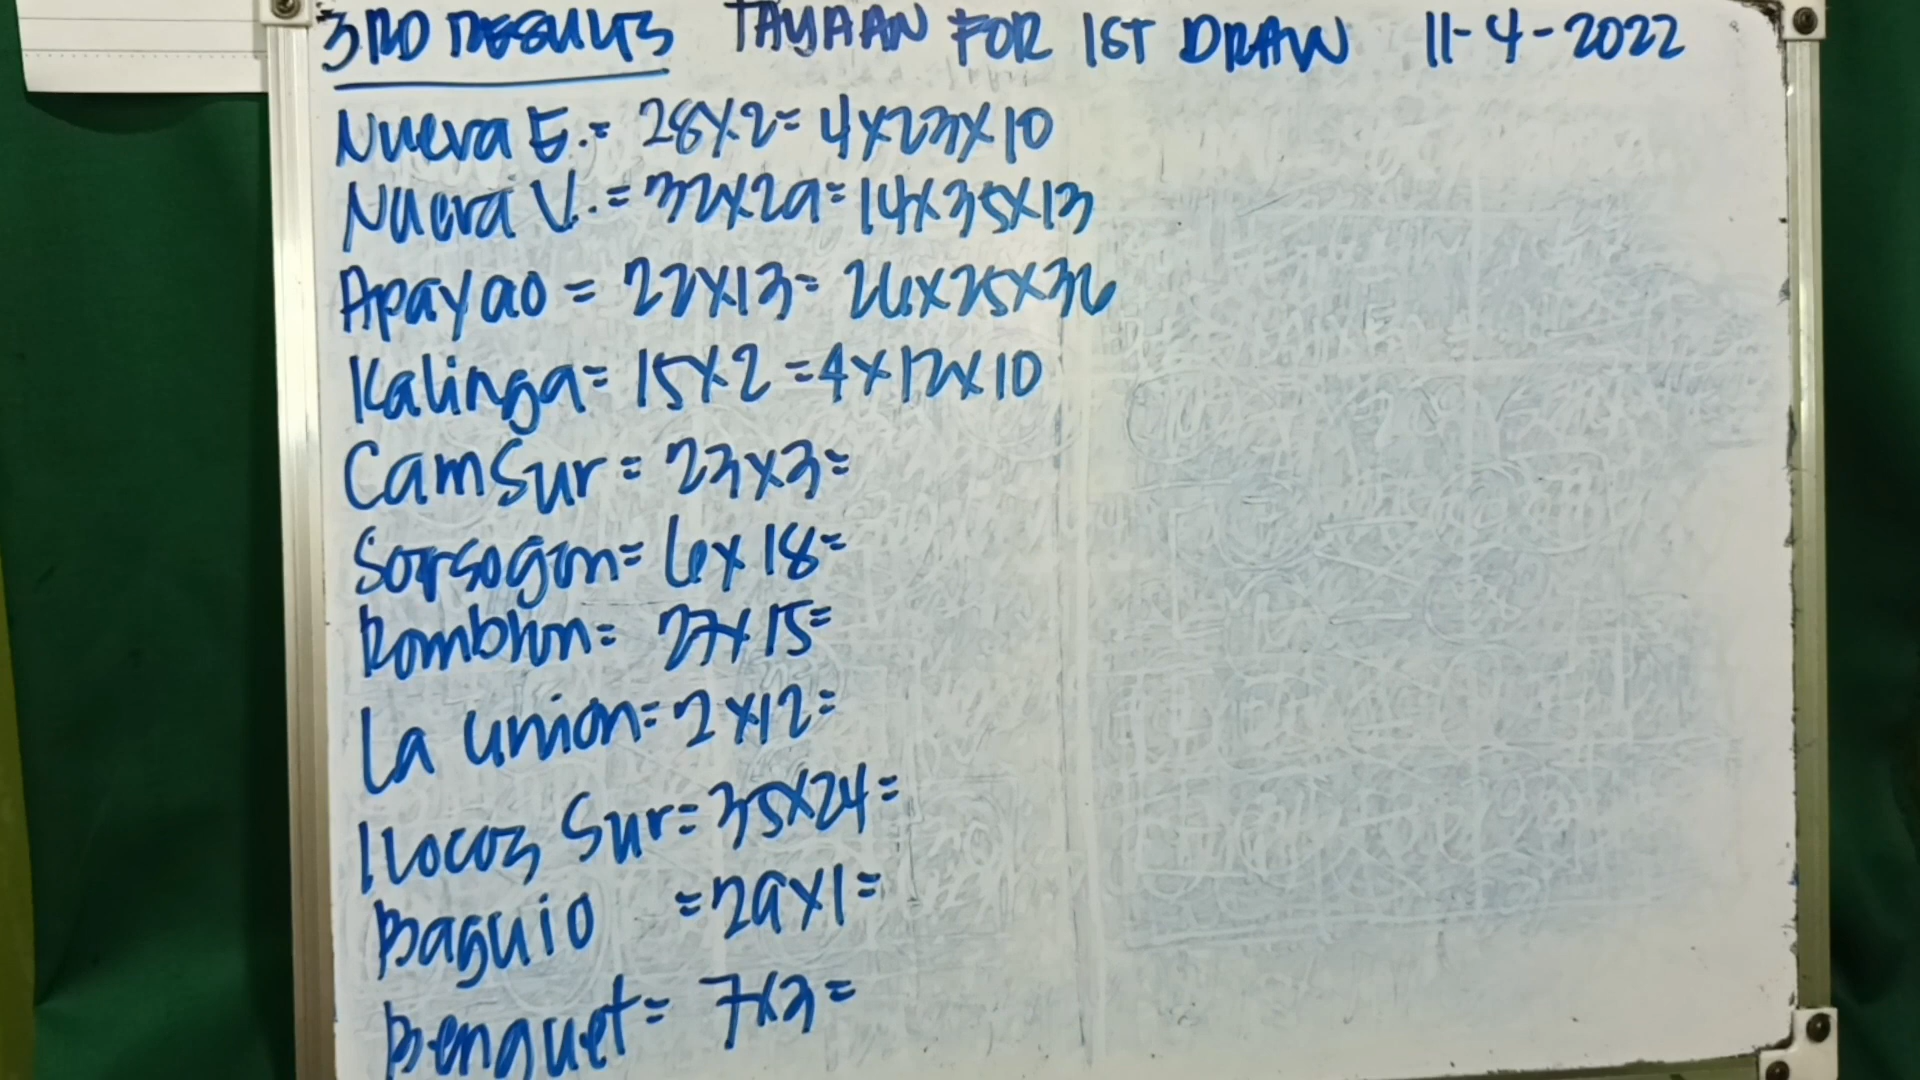 3RD RESULTS TAYAAN FOR 1ST DRAW 11-4-2022
Nueva E.= 28x2= 4x23x10
Nueva V.= 32x29= 14x35x13
Apayao = 22x13= 26x25x36
Kalinga= 15x2 =4x12x10
CamSur = 23x3=
Sorsogon= 6x18=
Romblon= 27x15=
La union= 2x12=
Ilocos Sur= 35x24=
Baguio =29x1=
Benguet= 7x3=